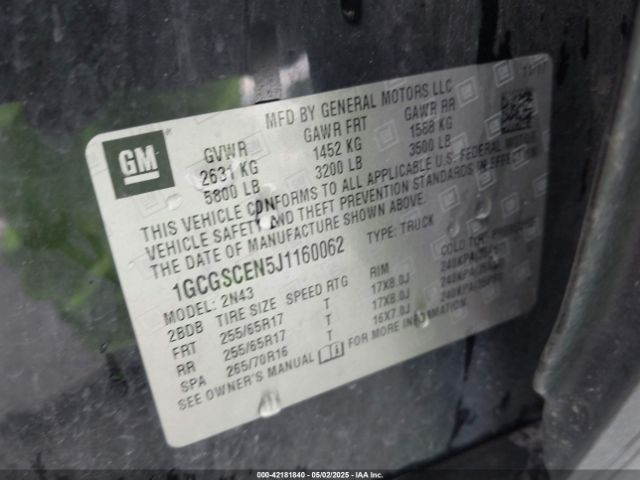 11/17
MFD BY GENERAL MOTORS LLC
GM
GVWR GAWR FRT GAWR RR
2631 KG 1452 KG 1588 KG
5800 LB 3200 LB 3500 LB
THIS VEHICLE CONFORMS TO ALL APPLICABLE U.S. FEDERAL MOTOR
VEHICLE SAFETY AND THEFT PREVENTION STANDARDS IN EFFECT ON
THE DATE OF MANUFACTURE SHOWN ABOVE.
1GCGSCEN5J1160062 TYPE: TRUCK
MODEL: 2N43
2BDB TIRE SIZE SPEED RTG RIM COLD TIRE PRESSURE
FRT 255/65R17 T 17X8.0J
RR 255/65R17 T 17X8.0J
SPA 265/70R16 T 16X7.0J
SEE OWNER'S MANUAL FOR MORE INFORMATION
000-42181840 - 05/02/2025 - IAA, Inc.